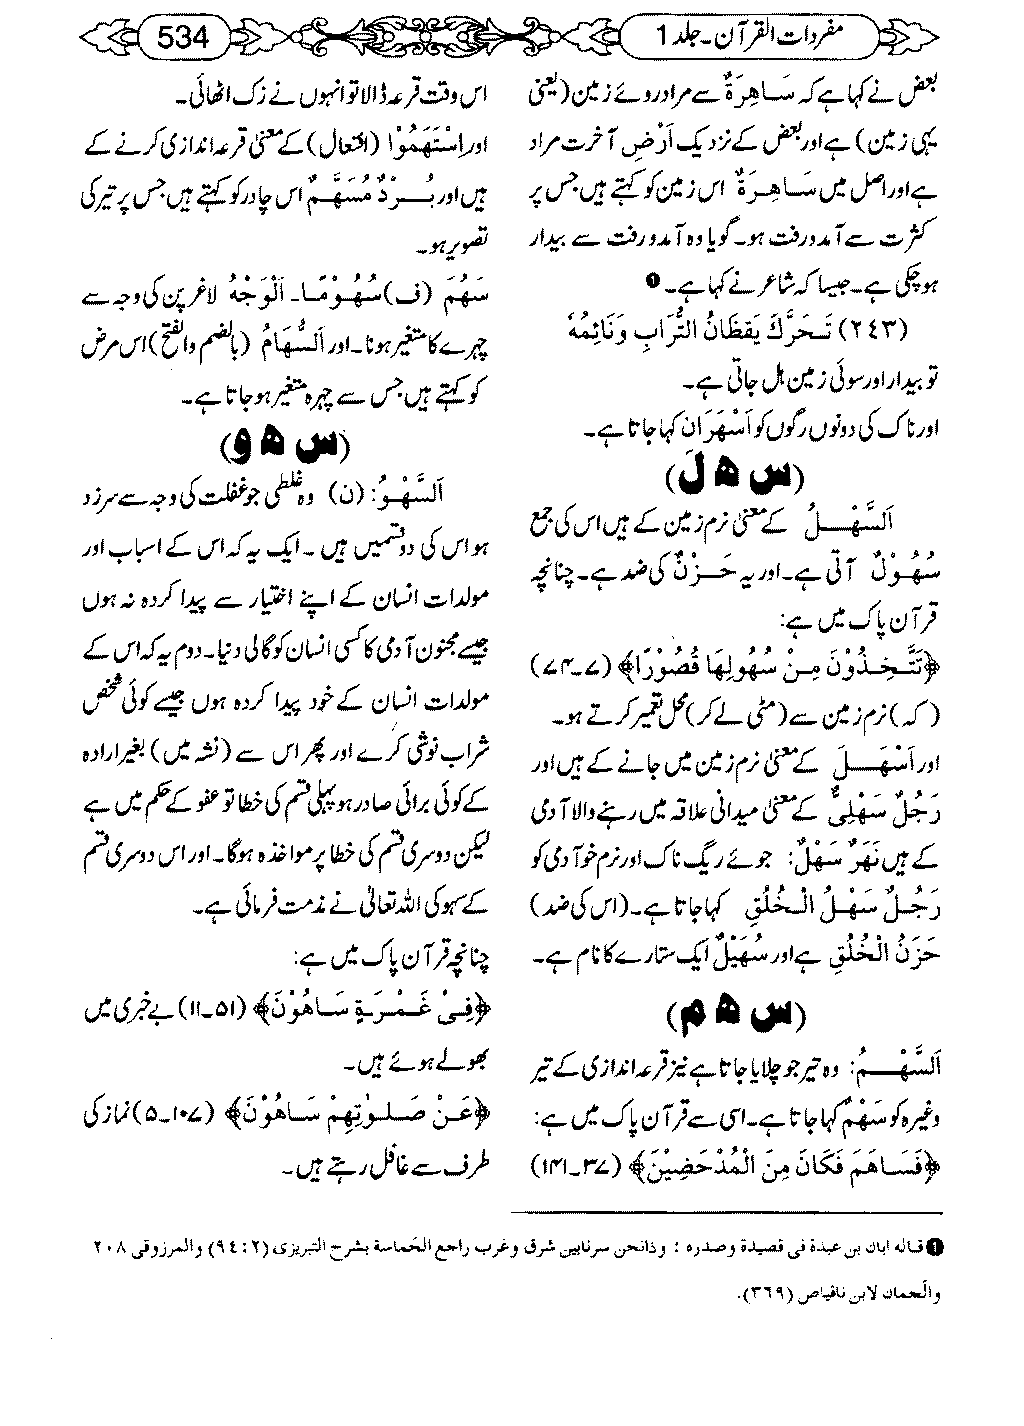 مفردات القرآن۔ جلد 1
534
بعض نے کہا ہے کہ سَاهِرَةٌ سے مراد روئے زمین (یعنی
یہی زمین) ہے اور بعض کے نزدیک اَرْضِ آخرت مراد
ہے اور اصل میں سَاهِرَةٌ اس زمین کو کہتے ہیں جس پر
کثرت سے آمد و رفت ہو۔ گویا وہ آمد و رفت سے بیدار
ہو چکی ہے۔ جیسا کہ شاعر نے کہا ہے۔ ❶
(۲۴۳) تَحَرَّكَ يَقظَانُ التُّرَابِ وَنَائِمُهُ
تو بیدار اور سوئی زمین ہل جاتی ہے۔
اور ناک کی دونوں رگوں کو اَسْهَرَان کہا جاتا ہے۔
(س ھ لَ)
اَلسَّهْلُ کے معنیٰ نرم زمین کے ہیں اس کی جمع
سُهُوْلٌ آتی ہے۔ اور یہ حَزْنٌ کی ضد ہے۔ چنانچہ
قرآن پاک میں ہے:
﴿تَتَّخِذُوْنَ مِنْ سُهُولِهَا قُصُوْرًا﴾ (۷۔۷۴)
(کہ) نرم زمین سے (مٹی لے کر) محل تعمیر کرتے ہو۔
اور اَسْهَلَ کے معنیٰ نرم زمین میں جانے کے ہیں اور
رَجُلٌ سَهْلِیٌّ کے معنیٰ میدانی علاقہ میں رہنے والا آدمی
کے ہیں نَهَرٌ سَهْلٌ: جوئے ریگ ناک اور نرم خو آدمی کو
رَجُلٌ سَهْلُ الْخُلُقِ کہا جاتا ہے۔ (اس کی ضد)
حَزَنُ الْخُلُقِ ہے اور سُهَيْلٌ ایک ستارے کا نام ہے۔
(س ھ م)
اَلسَّهْمُ: وہ تیر جو چلایا جاتا ہے نیز قرعہ اندازی کے تیر
وغیرہ کو سَهْمٌ کہا جاتا ہے۔ اسی سے قرآن پاک میں ہے:
﴿فَسَاهَمَ فَكَانَ مِنَ الْمُدْحَضِيْنَ﴾ (۳۷۔۱۴۱)
اس وقت قرعہ ڈالا تو انہوں نے زک اٹھائی۔
اور اِسْتَهَمُوْا (افتعال) کے معنیٰ قرعہ اندازی کرنے کے
ہیں اور بُرْدٌ مُسَهَّمٌ اس چادر کو کہتے ہیں جس پر تیر کی
تصویر ہو۔
سَهُمَ (ف) سُهُوْمًا۔ اَلْوَجْهُ لاغر پن کی وجہ سے
چہرے کا متغیر ہونا۔ اور اَلسُّهَامُ (بالضم والفتح) اس مرض
کو کہتے ہیں جس سے چہرہ متغیر ہو جاتا ہے۔
(س ھ و)
اَلسَّهْوُ: (ن) وہ غلطی جو غفلت کی وجہ سے سرزد
ہو اس کی دو قسمیں ہیں ۔ ایک یہ کہ اس کے اسباب اور
مولدات انسان کے اپنے اختیار سے پیدا کردہ نہ ہوں
جیسے مجنون آدمی کا کسی انسان کو گالی دینا۔ دوم یہ کہ اس کے
مولدات انسان کے خود پیدا کردہ ہوں جیسے کوئی شخص
شراب نوشی کرے اور پھر اس سے (نشہ میں) بغیر ارادہ
کے کوئی برائی صادر ہو پہلی قسم کی خطا تو عفو کے حکم میں ہے
لیکن دوسری قسم کی خطا پر مواخذہ ہوگا۔ اور اس دوسری قسم
کے سہو کی اللہ تعالیٰ نے مذمت فرمائی ہے۔
چنانچہ قرآن پاک میں ہے:
﴿فِیْ غَمْرَةٍ سَاهُوْنَ﴾ (۵۱۔۱۱) بے خبری میں
بھولے ہوئے ہیں۔
﴿عَنْ صَلٰوتِهِمْ سَاهُوْنَ﴾ (۱۰۷۔۵) نماز کی
طرف سے غافل رہتے ہیں۔
❶ قاله اباك بن عبدة فى قصيدة وصدره : وذانحن سرنابين شرق وغرب راجع الحماسة بشرح التبريزى (۲:۹٤) والمرزوقى ۲۰۸
والحمان لابن ناقياص (۳٦۹).